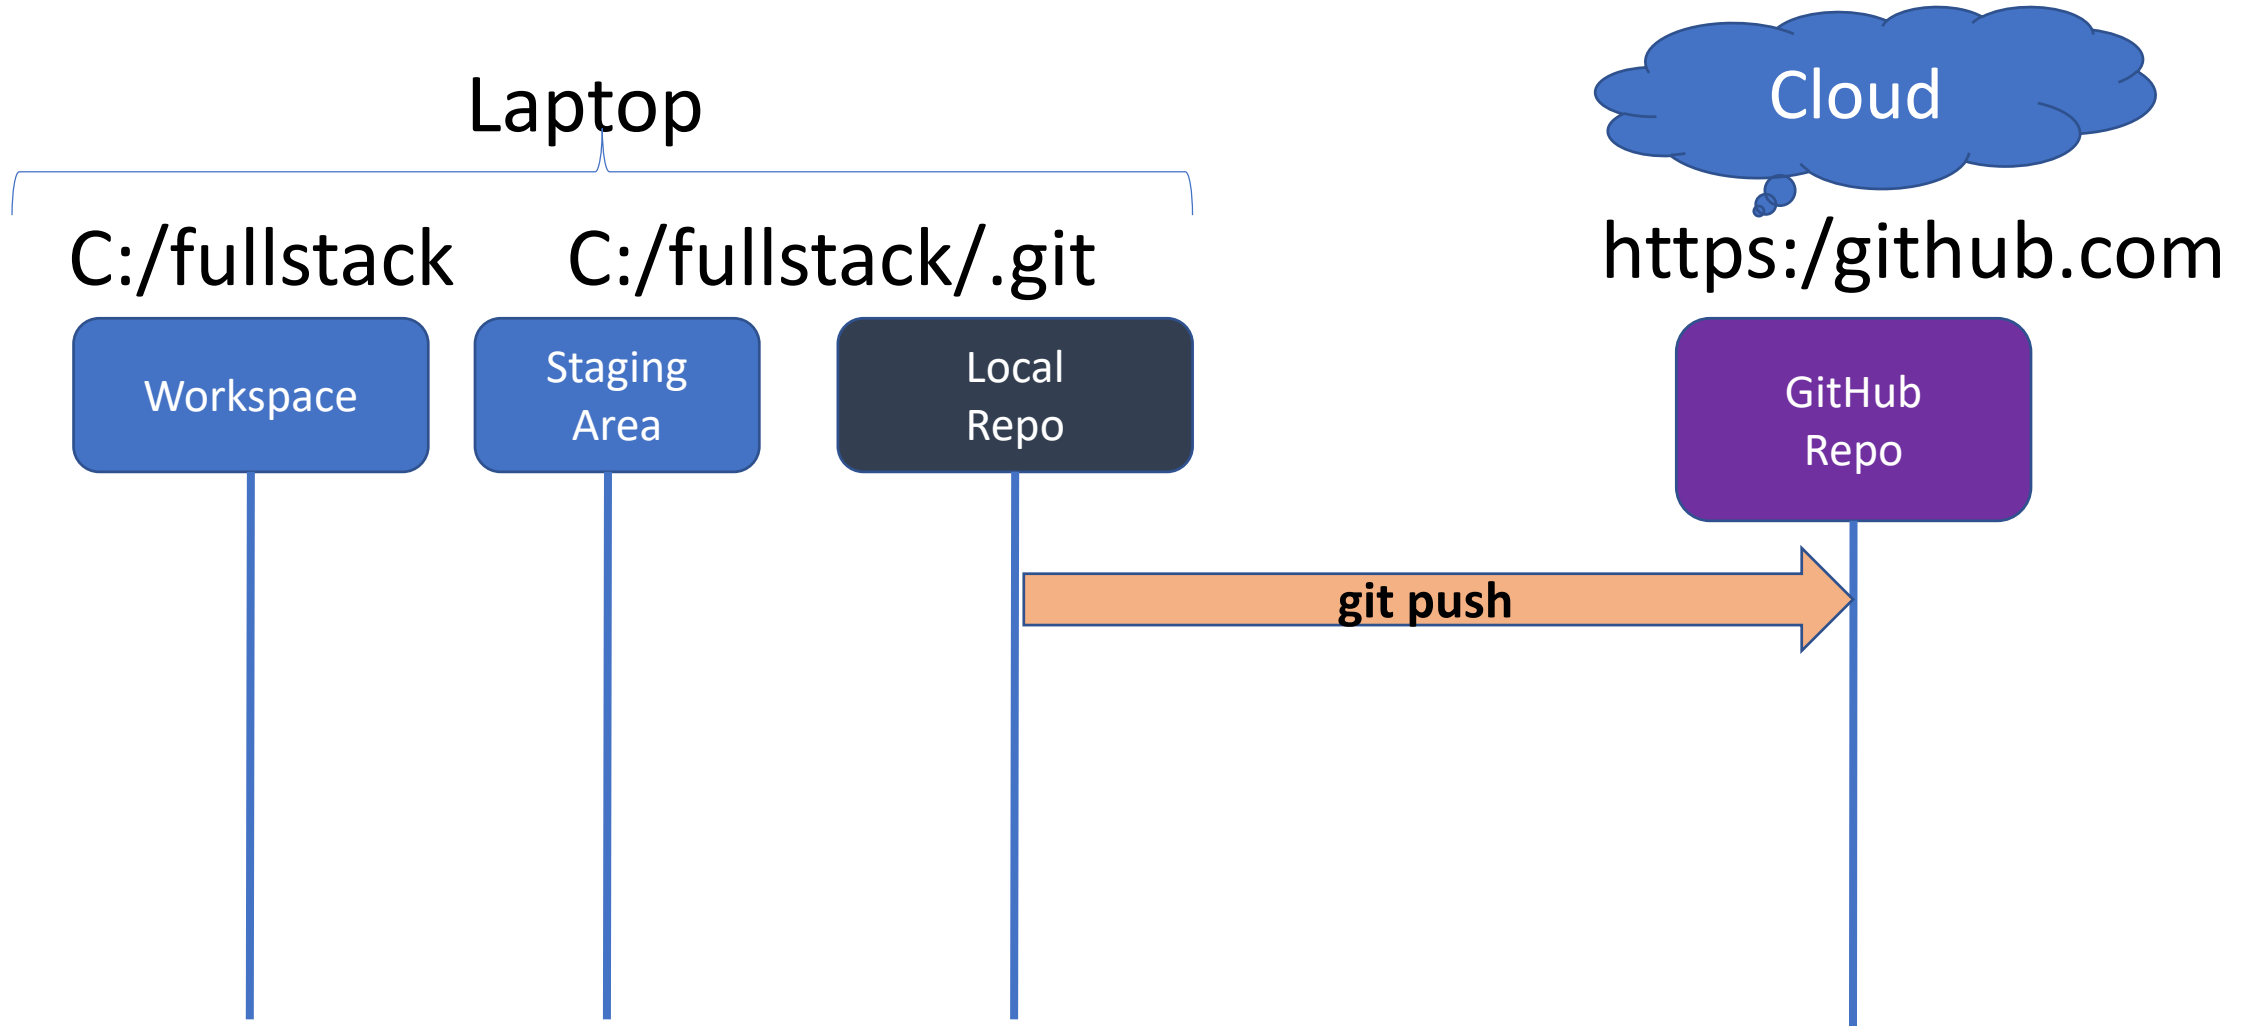 Laptop
Cloud
C:/fullstack
C:/fullstack/.git
https:/github.com
Workspace
Staging
Area
Local
Repo
GitHub
Repo
git push